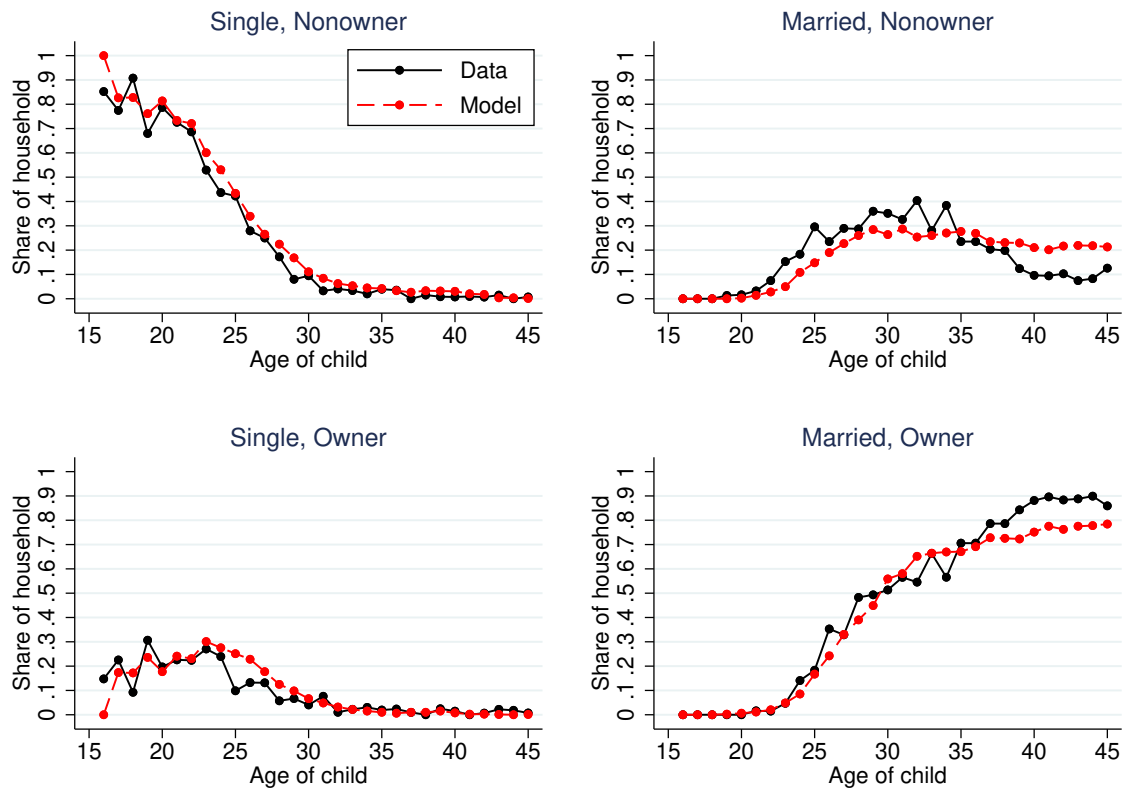 Single, Nonowner
Share of household
0 .1 .2 .3 .4 .5 .6 .7 .8 .9 1
15 20 25 30 35 40 45
Age of child
Data
Model
Married, Nonowner
Share of household
0 .1 .2 .3 .4 .5 .6 .7 .8 .9 1
15 20 25 30 35 40 45
Age of child
Single, Owner
Share of household
0 .1 .2 .3 .4 .5 .6 .7 .8 .9 1
15 20 25 30 35 40 45
Age of child
Married, Owner
Share of household
0 .1 .2 .3 .4 .5 .6 .7 .8 .9 1
15 20 25 30 35 40 45
Age of child